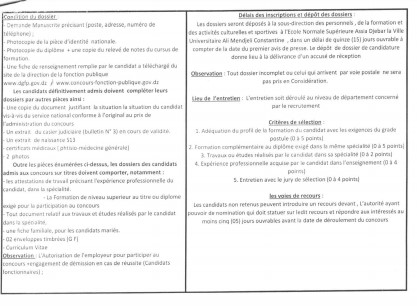 Constitution du dossier:
- Demande Manuscrite précisant (poste, adresse, numéro de
téléphone) ;
- Photocopie de la pièce d'identité nationale
- Photocopie du diplôme + une copie du relevé de notes du cursus de
formation.
- Une fiche de renseignement remplie par le candidat a téléchargé du
site de la direction de la fonction publique
www.dgfp.gov.dz / www.concours-fonction-publique.gov.dz
Les candidats définitivement admis doivent compléter leurs
dossiers par autres pièces ainsi :
- Une copie du document justifiant la situation la situation du candidat
vis-à-vis du service national conforme à l'original au prie de
l'administration du concours
- Un extrait du casier judiciaire (bulletin N° 3) en cours de validité.
- Un extrait de naissance S13
- certificats médicaux (phtisio médecine générale)
- 2 photos
Outre les pièces énumérées ci-dessus, les dossiers des candidats
admis aux concours sur titres doivent comporter, notamment :
- les attestations de travail précisant l'expérience professionnelle du
candidat, dans la spécialité.
- La Formation de niveau supérieur au titre ou diplôme
exigé pour la participation au concours
- Tout document relatif aux travaux et études réalisés par le candidat
dans la spécialité.
- une fiche familiale, pour les candidats mariés.
- 02 enveloppes timbrées (G F)
- Curriculum Vitae
Observation : L'Autorisation de l'employeur pour participer au
concours +engagement de démission en cas de réussite (Candidats
fonctionnaires) ;
Délais des inscriptions et dépôt des dossiers :
Les dossiers seront déposés à la sous-direction des personnels , de la formation et
des activités culturelles et sportives à l'Ecole Normale Supérieure Assia Djebar la Ville
Universitaire Ali Mendjeli Constantine , dans un délai de quinze (15) jours ouvrable à
compter de la date du premier avis de presse. Le dépôt de dossier de candidature
donne lieu à la délivrance d'un accusé de réception
Observation : Tout dossier incomplet ou celui qui arrivent par voie postale ne sera
pas pris en Considération.
Lieu de l'entretien : L'entretien soit déroulé au niveau de département concerné
par le recrutement
Critères de sélection :
1. Adéquation du profil de la formation du candidat avec les exigences du grade
postulé (0 à 5 points)
2. Formation complémentaire au diplôme exigé dans le même spécialité (0 à 5 points)
3. Travaux ou études réalisés par le candidat dans sa spécialité (0 à 2 points)
4. Expérience professionnelle acquise par le candidat dans l'enseignement (0 à 4
points)
5. Entretien avec le jury de sélection (0 à 4 points)
les voies de recours :
Les candidats non retenus peuvent introduire un recours devant , L'autorité ayant
pouvoir de nomination qui doit statuer sur ledit recours et répondre aux intéressés au
moins cinq (05) jours ouvrables avant la date de déroulement du concours